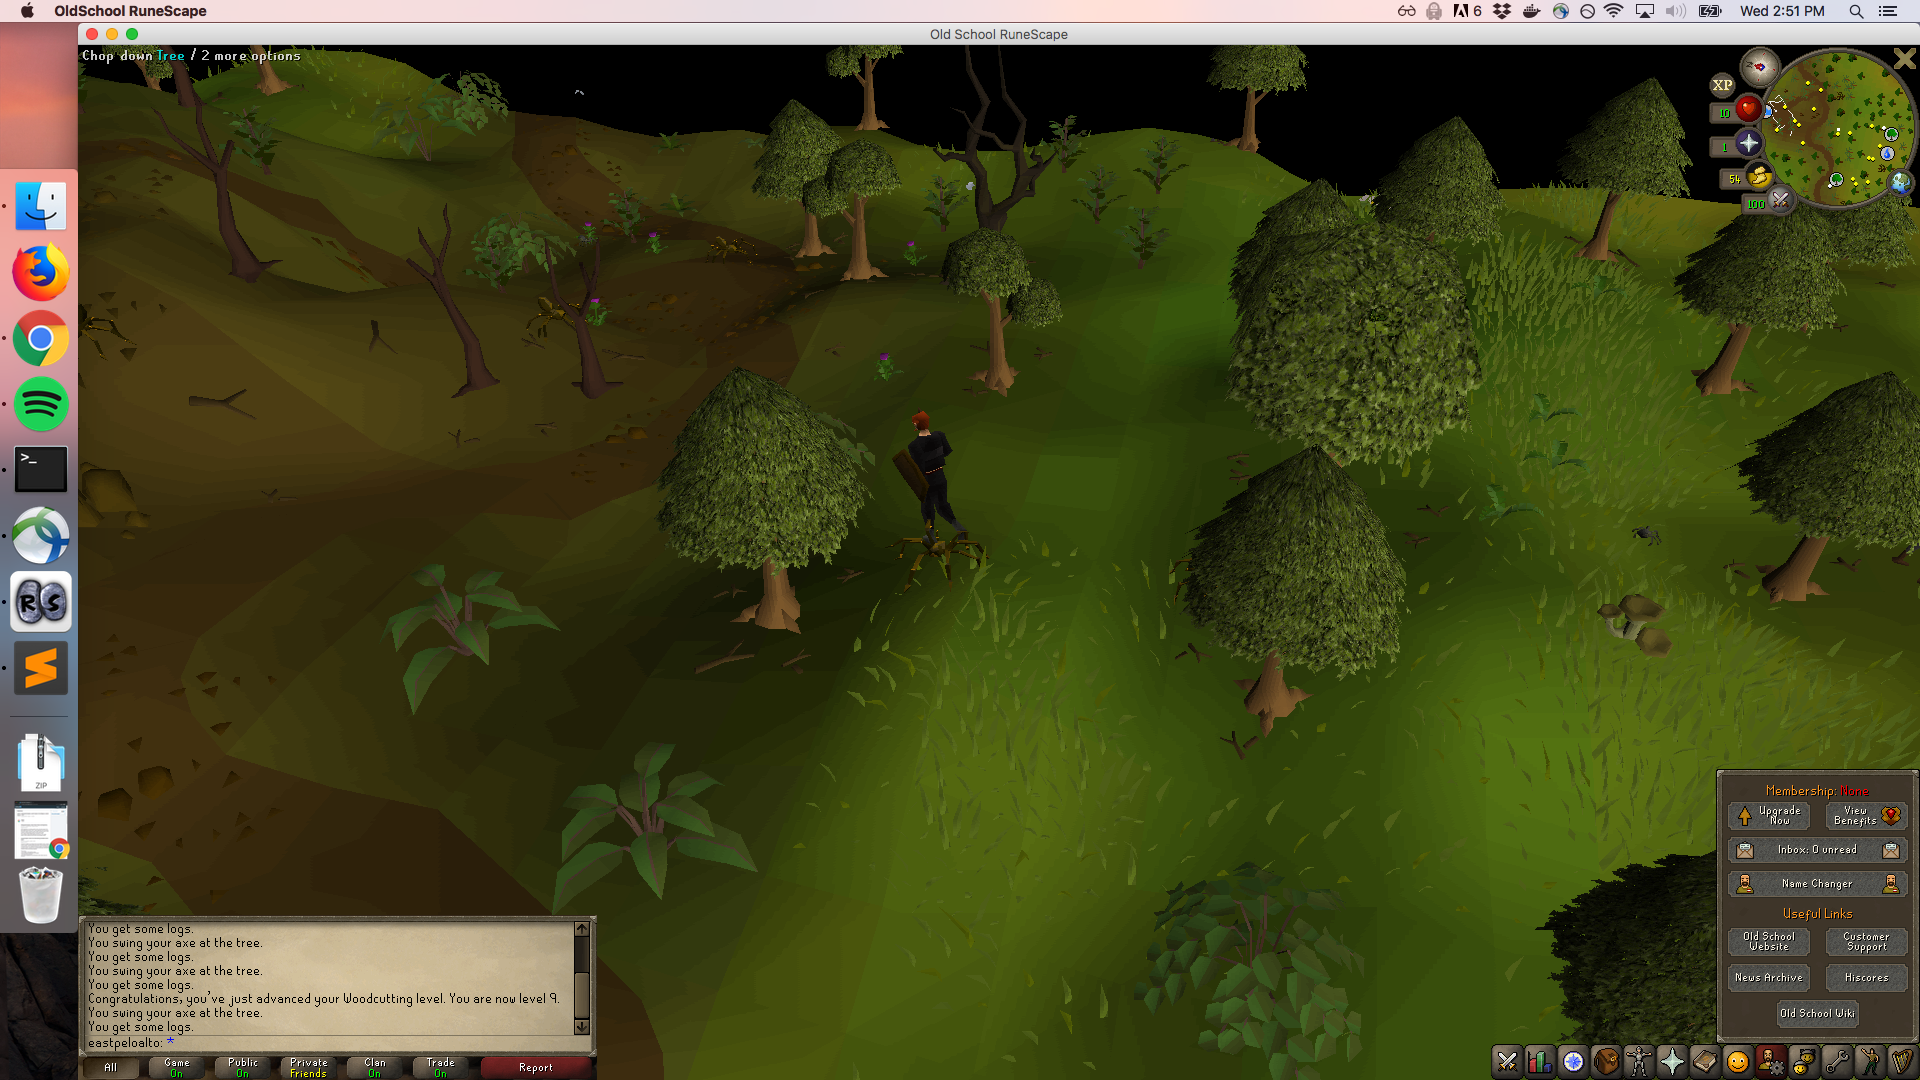 OldSchool RuneScape
6
Wed 2:51 PM
Old School RuneScape
Chop down Tree / 2 more options
XP
10
1
54
100
>_
RS
ZIP
Membership: None
Upgrade Now
View Benefits
Inbox: 0 unread
Name Changer
Useful Links
Old School Website
Customer Support
News Archive
Hiscores
Old School Wiki
You get some logs.
You swing your axe at the tree.
You get some logs.
You swing your axe at the tree.
You get some logs.
Congratulations, you've just advanced your Woodcutting level. You are now level 9.
You swing your axe at the tree.
You get some logs.
eastpeloalto: *
All
Game On
Public On
Private Friends
Clan On
Trade On
Report